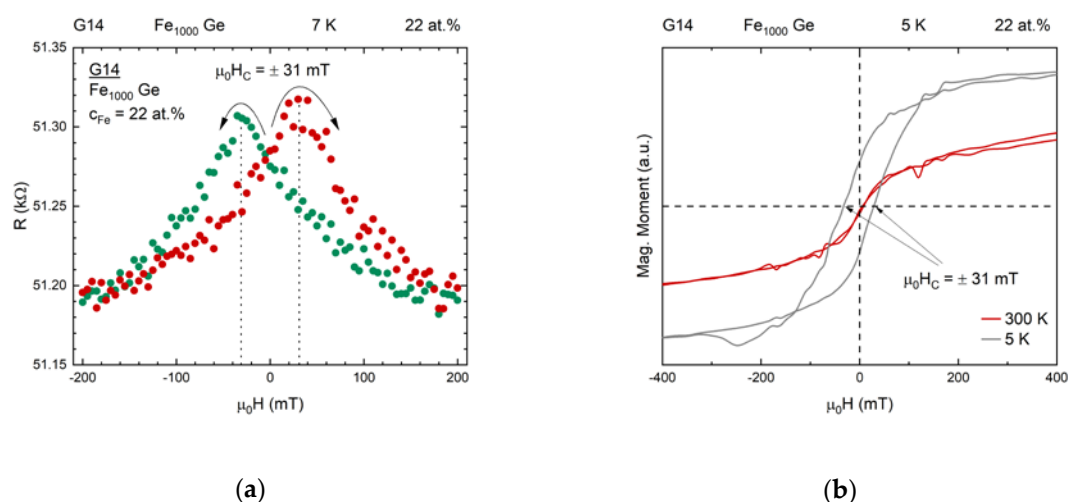 G14 Fe1000 Ge 7 K 22 at.%
51.35
51.30
51.25
51.20
51.15
R (kΩ)
G14
Fe1000 Ge
cFe = 22 at.%
μ0HC = ± 31 mT
-200 -100 0 100 200
μ0H (mT)
(a)
G14 Fe1000 Ge 5 K 22 at.%
Mag. Moment (a.u.)
μ0HC = ± 31 mT
300 K
5 K
-400 -200 0 200 400
μ0H (mT)
(b)